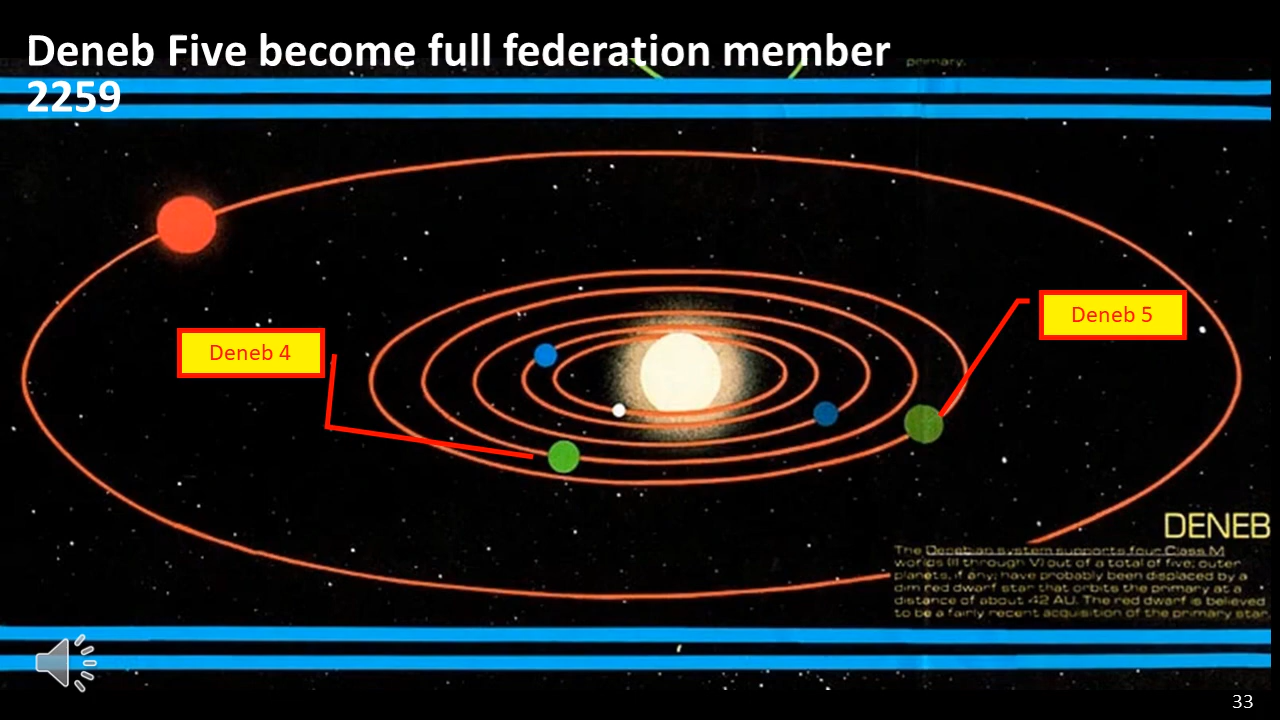 Deneb Five become full federation member
primary.
2259
Deneb 5
Deneb 4
DENEB
The Denebian system supports four Class M
worlds (II through V) out of a total of five; outer
planets, if any, have probably been displaced by a
dim red dwarf star that orbits the primary at a
distance of about 42 AU. The red dwarf is believed
to be a fairly recent acquisition of the primary star.
33